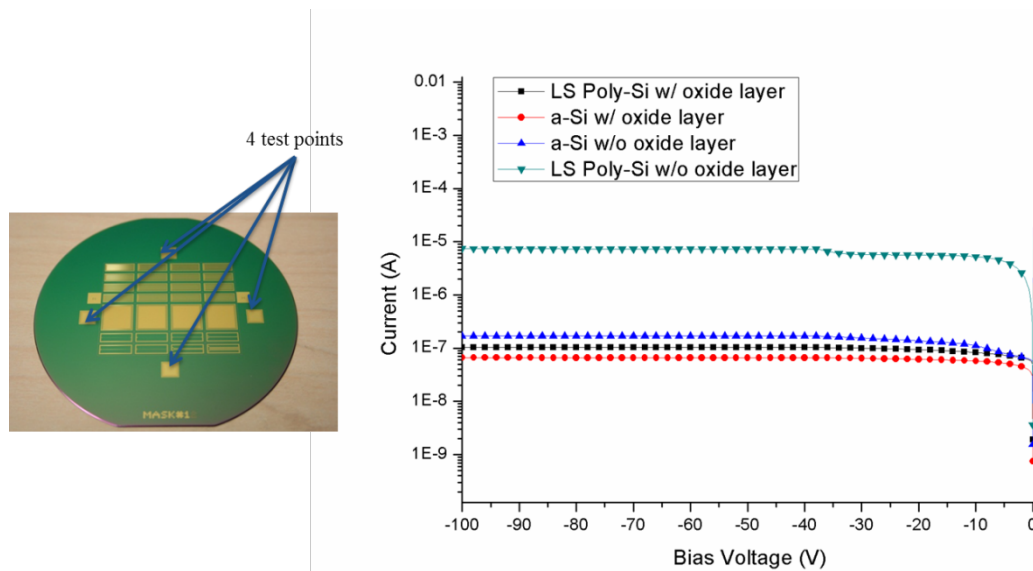 4 test points
MASK01
LS Poly-Si w/ oxide layer
a-Si w/ oxide layer
a-Si w/o oxide layer
LS Poly-Si w/o oxide layer
0.01
1E-3
1E-4
1E-5
1E-6
1E-7
1E-8
1E-9
Current (A)
-100 -90 -80 -70 -60 -50 -40 -30 -20 -10 0
Bias Voltage (V)